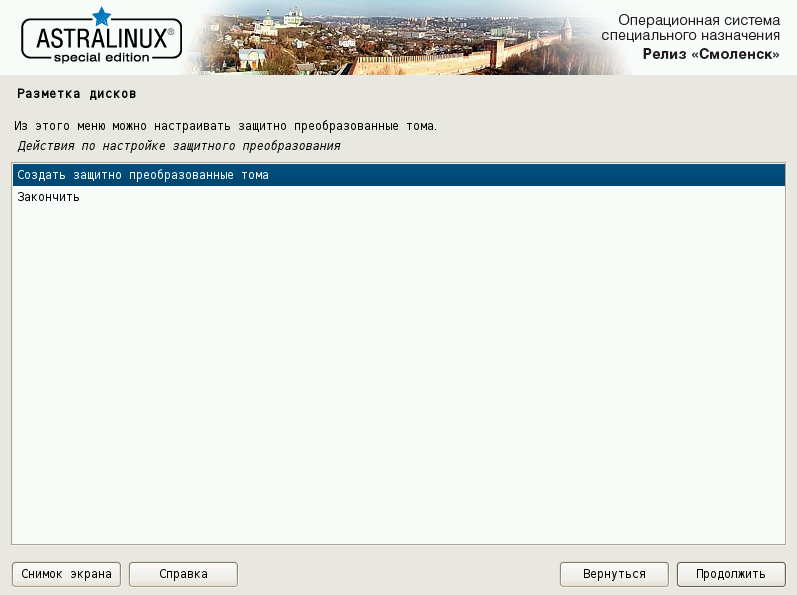 ASTRALINUX®
special edition
Операционная система
специального назначения
Релиз «Смоленск»
Разметка дисков
Из этого меню можно настраивать защитно преобразованные тома.
Действия по настройке защитного преобразования
Создать защитно преобразованные тома
Закончить
Снимок экрана
Справка
Вернуться
Продолжить